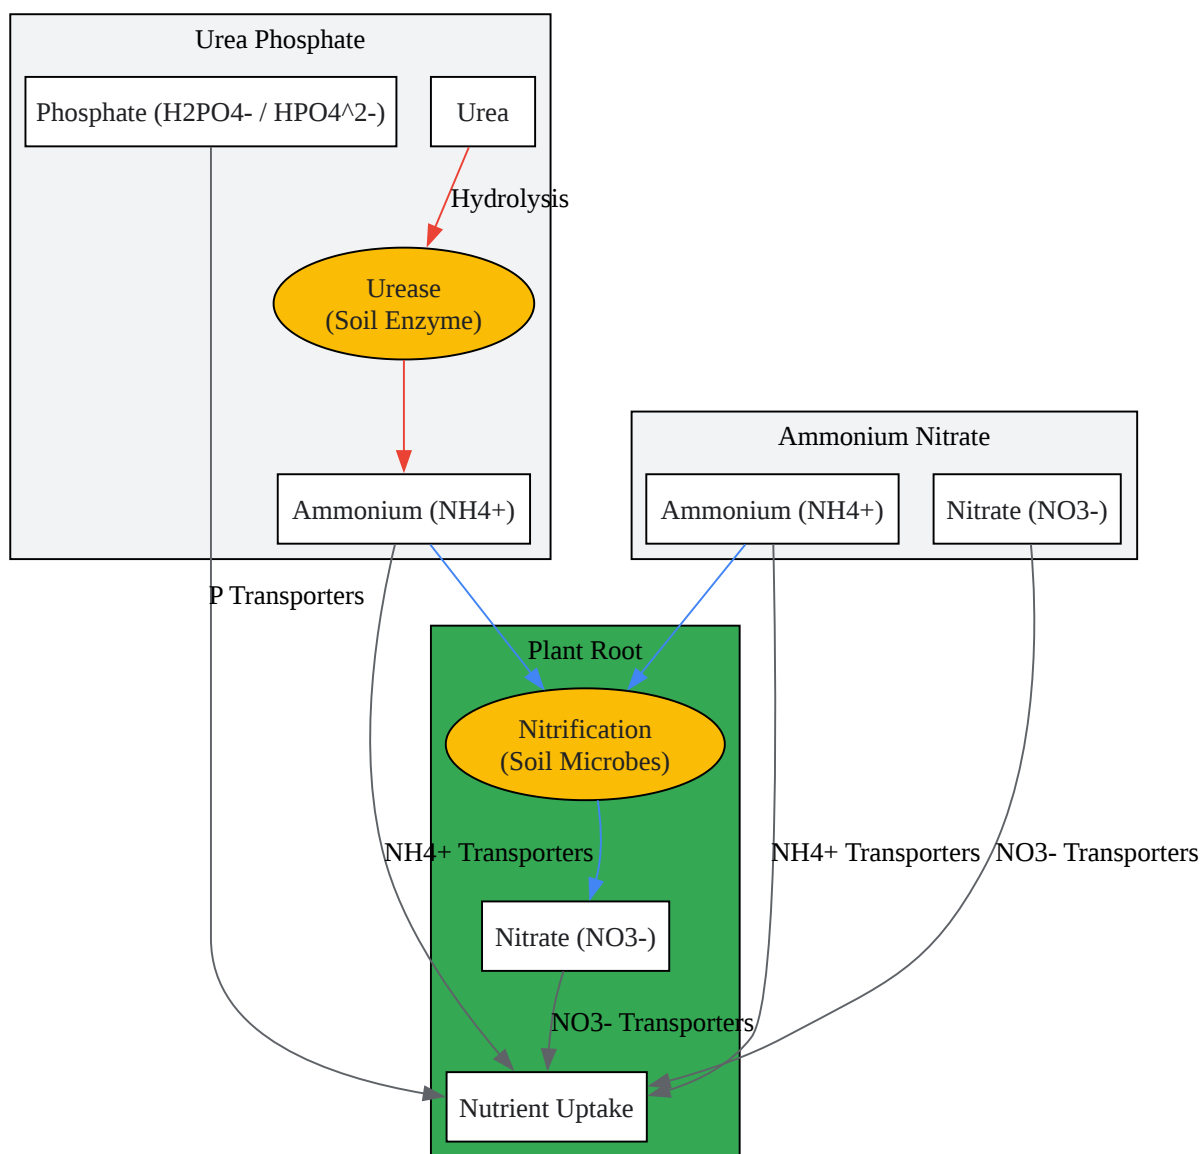 Urea Phosphate
Phosphate (H2PO4- / HPO4^2-)
Urea
Hydrolysis
Urease
(Soil Enzyme)
Ammonium Nitrate
Ammonium (NH4+)
Ammonium (NH4+)
Nitrate (NO3-)
P Transporters
Plant Root
Nitrification
(Soil Microbes)
NH4+ Transporters
NH4+ Transporters
NO3- Transporters
Nitrate (NO3-)
NO3- Transporters
Nutrient Uptake